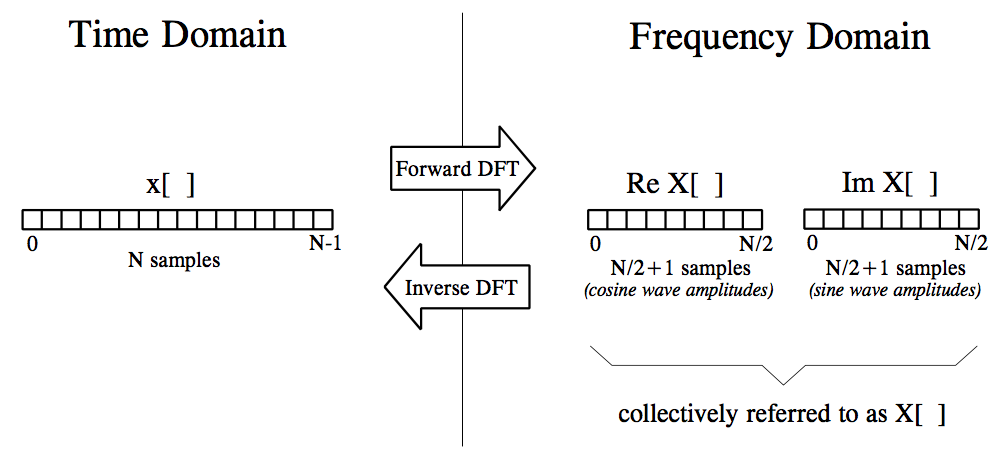 Time Domain
Frequency Domain
Forward DFT
x[ ]
Re X[ ]
Im X[ ]
0
N-1
N samples
0
N/2
0
N/2
N/2+1 samples
(cosine wave amplitudes)
N/2+1 samples
(sine wave amplitudes)
Inverse DFT
collectively referred to as X[ ]